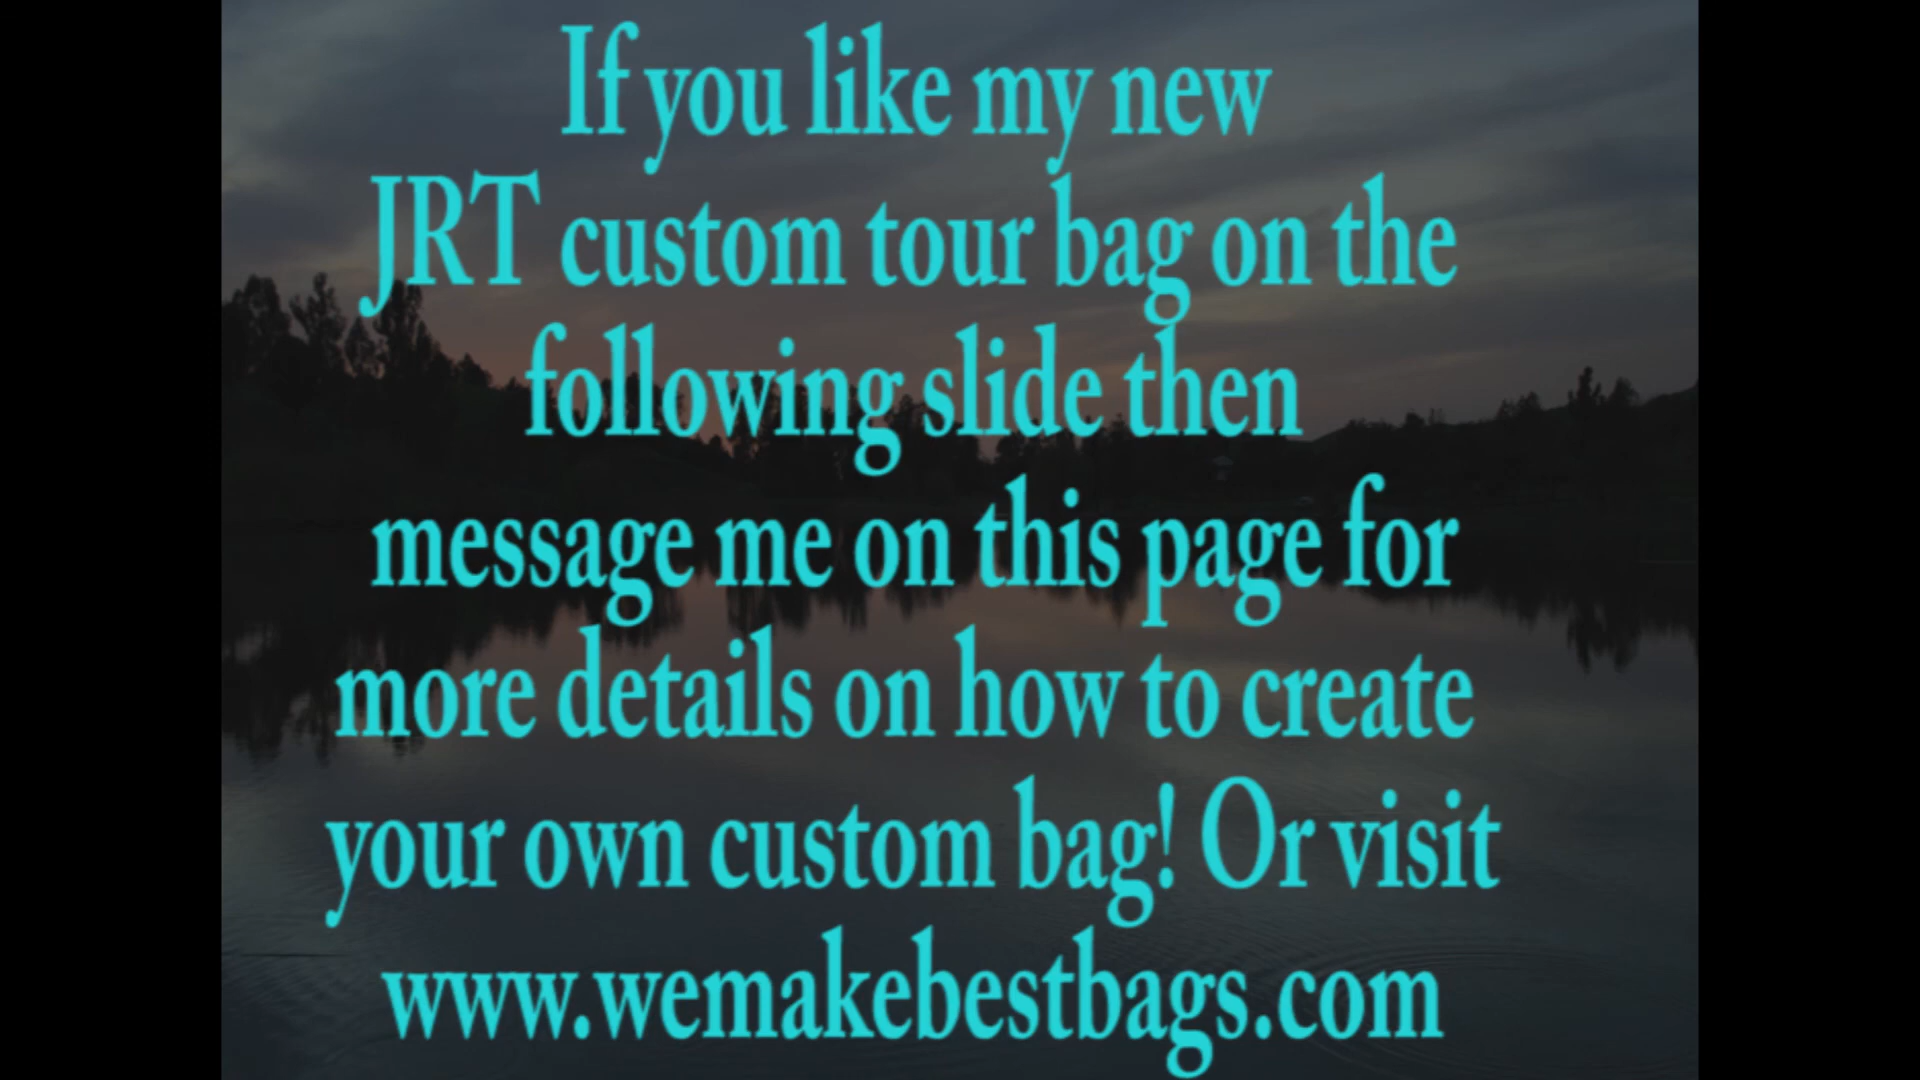 If you like my new
JRT custom tour bag on the
following slide then
message me on this page for
more details on how to create
your own custom bag! Or visit
www.wemakebestbags.com